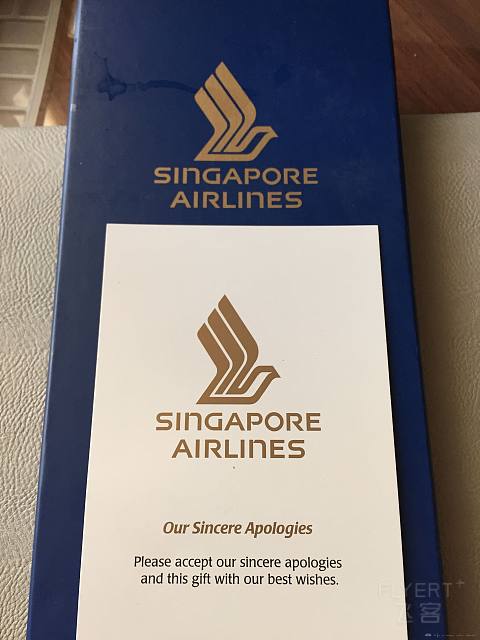 SINGAPORE
AIRLINES
SINGAPORE
AIRLINES
Our Sincere Apologies
Please accept our sincere apologies
and this gift with our best wishes.
FLYERT+
飞客